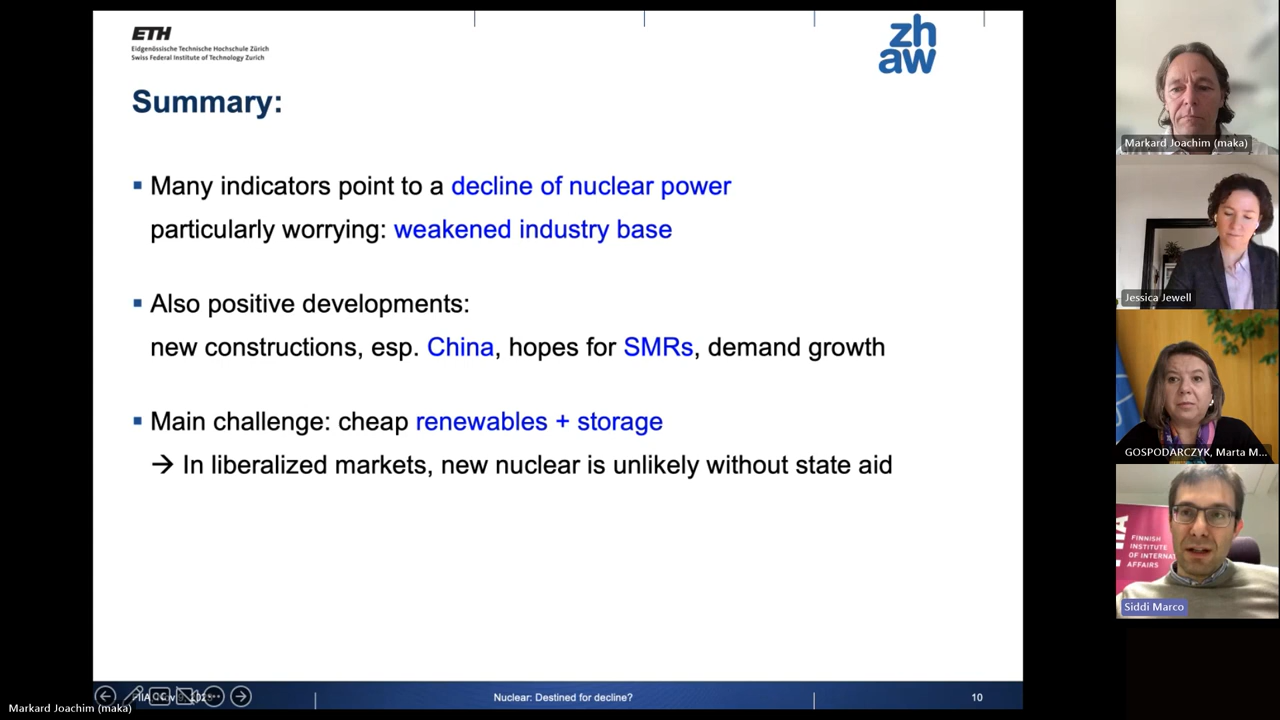 ETH
Eidgenössische Technische Hochschule Zürich
Swiss Federal Institute of Technology Zurich
zh
aw
Summary:
Many indicators point to a decline of nuclear power
particularly worrying: weakened industry base
Also positive developments:
new constructions, esp. China, hopes for SMRs, demand growth
Main challenge: cheap renewables + storage
→ In liberalized markets, new nuclear is unlikely without state aid
Nuclear: Destined for decline?
10
Markard Joachim (maka)
Markard Joachim (maka)
Jessica Jewell
GOSPODARCZYK, Marta M...
FINNISH
INSTITUTE
OF INTERNA
AFFAIRS
Siddi Marco